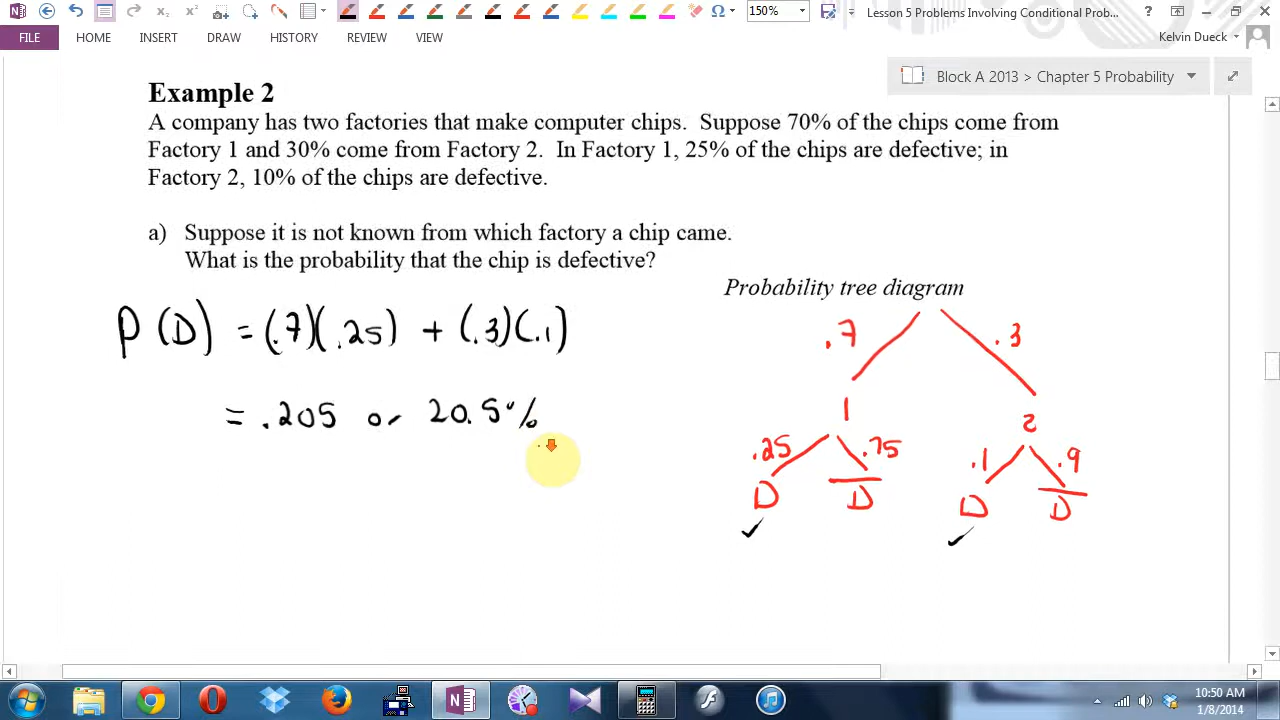 150%
Lesson 5 Problems Involving Conditional Prob...
?
FILE HOME INSERT DRAW HISTORY REVIEW VIEW
Kelvin Dueck
Block A 2013 > Chapter 5 Probability
Example 2
A company has two factories that make computer chips. Suppose 70% of the chips come from
Factory 1 and 30% come from Factory 2. In Factory 1, 25% of the chips are defective; in
Factory 2, 10% of the chips are defective.
a) Suppose it is not known from which factory a chip came.
What is the probability that the chip is defective?
P(D) = (.7)(.25) + (.3)(.1)
= .205 or 20.5%
Probability tree diagram
.7 .3
1 2
.25 .75 .1 .9
D D̅ D D̅
10:50 AM
1/8/2014